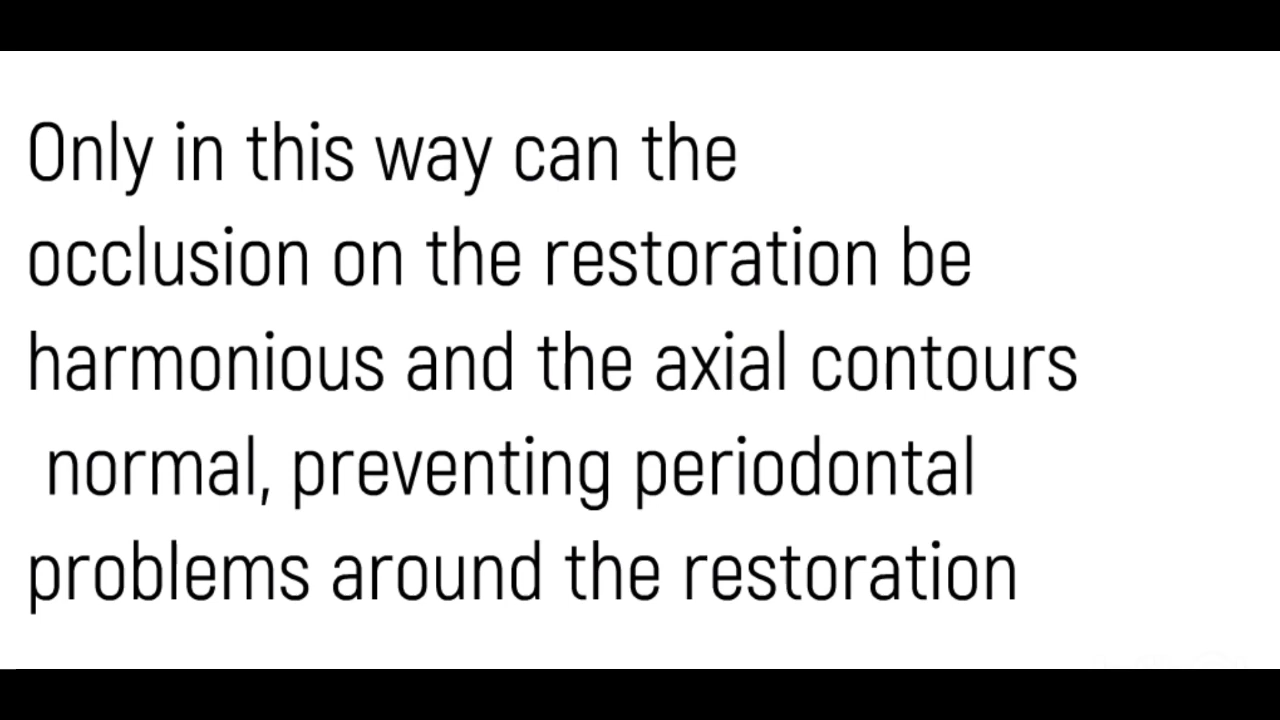 Only in this way can the
occlusion on the restoration be
harmonious and the axial contours
normal, preventing periodontal
problems around the restoration